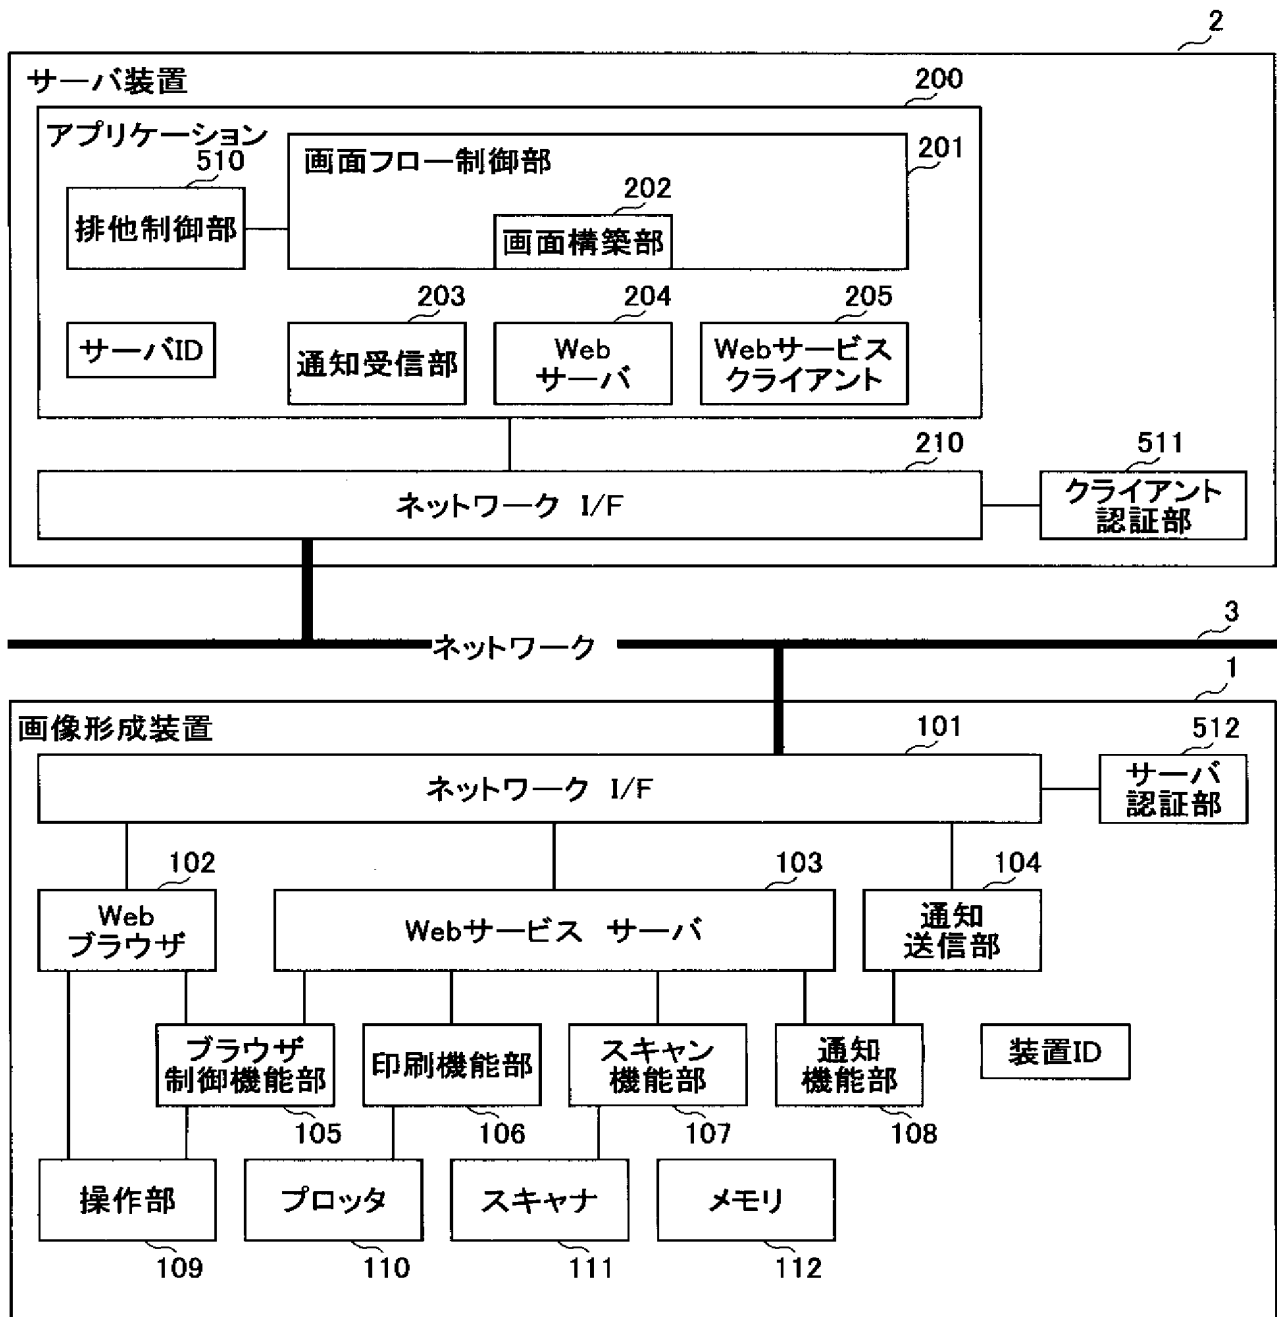 2
サーバ装置
200
アプリケーション
510
画面フロー制御部
201
排他制御部
202
画面構築部
203
204
205
サーバID
通知受信部
Web
サーバ
Webサービス
クライアント
210
511
ネットワーク I/F
クライアント
認証部
3
ネットワーク
1
画像形成装置
101
512
ネットワーク I/F
サーバ
認証部
102
103
104
Web
ブラウザ
Webサービス サーバ
通知
送信部
ブラウザ
制御機能部
印刷機能部
スキャン
機能部
通知
機能部
装置ID
105
106
107
108
操作部
プロッタ
スキャナ
メモリ
109
110
111
112